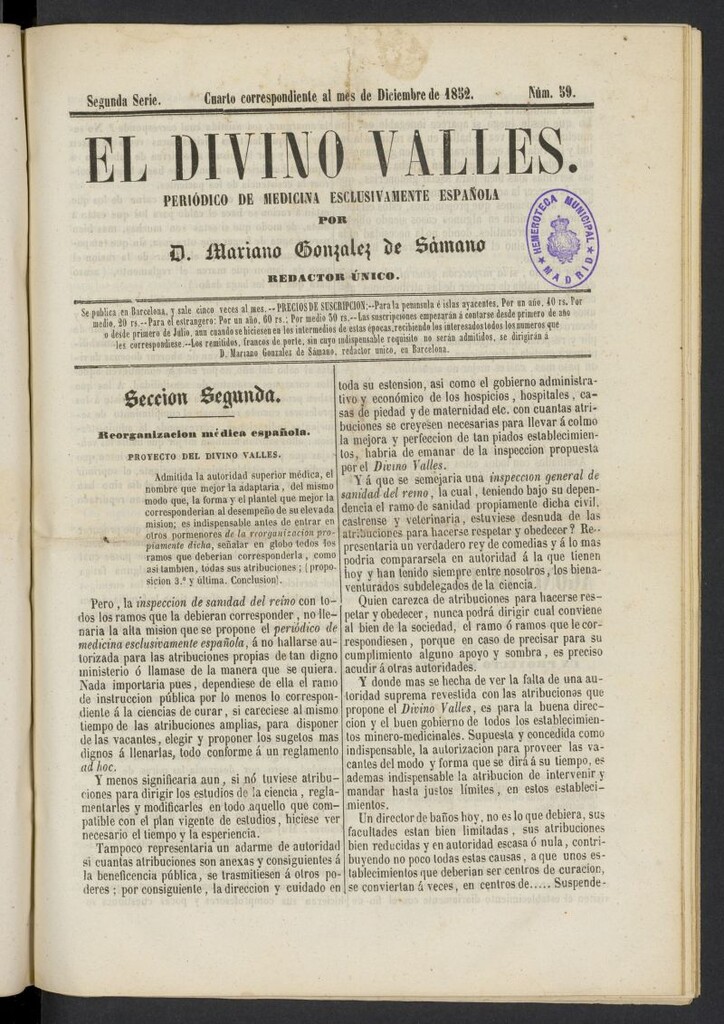 Segunda Serie. Cuarto correspondiente al mes de Diciembre de 1852. Núm. 59.
EL DIVINO VALLES.
PERIÓDICO DE MEDICINA ESCLUSIVAMENTE ESPAÑOLA
POR
D. Mariano Gonzalez de Sámano
REDACTOR ÚNICO.
HEMEROTECA MUNICIPAL
MADRID
Se publica en Barcelona, y sale cinco veces al mes.--PRECIOS DE SUSCRIPCION:--Para la península é islas ayacentes, Por un año, 40 rs. Por
medio, 20 rs.--Para el estrangero: Por un año, 60 rs.; Por medio 30 rs.--Las suscripciones empezarán á contarse desde primero de año
o desde primero de Julio, aun cuando se hiciesen en los intermedios de estas épocas, recibiendo los interesados todos los numeros que
les correspondiese.--Los remitidos, francos de porte, sin cuyo indispensable requisito no serán admitidos, se dirigirán á
D. Mariano Gonzalez de Sámano, redactor unico, en Barcelona.
Seccion Segunda.
Reorganizacion médica española.
PROYECTO DEL DIVINO VALLES.
Admitida la autoridad superior médica, el
nombre que mejor la adaptaria, del mismo
modo que, la forma y el plantel que mejor la
corresponderian al desempeño de su elevada
mision; es indispensable antes de entrar en
otros pormenores de la reorganizacion pro-
piamente dicha, señalar en globo todos los
ramos que deberian corresponderla, como
asi tambien, todas sus atribuciones; (propo-
sicion 3.ª y última. Conclusion).
Pero, la inspeccion de sanidad del reino con to-
dos los ramos que la debieran corresponder, no lle-
naria la alta mision que se propone el periódico de
medicina esclusivamente española, á no hallarse au-
torizada para las atribuciones propias de tan digno
ministerio ó llamase de la manera que se quiera.
Nada importaria pues, dependiese de ella el ramo
de instruccion pública por lo menos lo correspon-
diente á la ciencias de curar, si careciese al mismo
tiempo de las atribuciones amplias, para disponer
de las vacantes, elegir y proponer los sugetos mas
dignos á llenarlas, todo conforme á un reglamento
ad hoc.
Y menos significaria aun, si nó tuviese atribu-
ciones para dirigir los estudios de la ciencia, regla-
mentarles y modificarles en todo aquello que com-
patible con el plan vigente de estudios, hiciese ver
necesario el tiempo y la esperiencia.
Tampoco representaria un adarme de autoridad
si cuantas atribuciones son anexas y consiguientes á
la beneficencia pública, se trasmitiesen á otros po-
deres; por consiguiente, la direccion y cuidado en
toda su estension, asi como el gobierno administra-
tivo y económico de los hospicios, hospitales, ca-
sas de piedad y de maternidad etc. con cuantas atri-
buciones se creyesen necesarias para llevar á colmo
la mejora y perfeccion de tan piados establecimien-
tos, habria de emanar de la inspeccion propuesta
por el Divino Valles.
Y á que se semejaria una inspeccion general de
sanidad del reino, la cual, teniendo bajo su depen-
dencia el ramo de sanidad propiamente dicha civil,
castrense y veterinaria, estuviese desnuda de las
atribuciones para hacerse respetar y obedecer? Re-
presentaria un verdadero rey de comedias y á lo mas
podria compararsela en autoridad á la que tienen
hoy y han tenido siempre entre nosotros, los biena-
venturados subdelegados de la ciencia.
Quien carezca de atribuciones para hacerse res-
petar y obedecer, nunca podrá dirigir cual conviene
al bien de la sociedad, el ramo ó ramos que le cor-
respondiesen, porque en caso de precisar para su
cumplimiento algun apoyo y sombra, es preciso
acudir á otras autoridades.
Y donde mas se hecha de ver la falta de una au-
toridad suprema revestida con las atribuciones que
propone el Divino Valles, es para la buena direc-
cion y el buen gobierno de todos los establecimien-
tos minero-medicinales. Supuesta y concedida como
indispensable, la autorizacion para proveer las va-
cantes del modo y forma que se dirá á su tiempo, es
ademas indispensable la atribucion de intervenir y
mandar hasta justos límites, en estos estableci-
mientos.
Un director de baños hoy, no es lo que debiera, sus
facultades estan bien limitadas, sus atribuciones
bien reducidas y en autoridad escasa ó nula, contri-
buyendo no poco todas estas causas, a que unos es-
tablecimientos que deberian ser centros de curacion,
se conviertan á veces, en centros de..... Suspende-